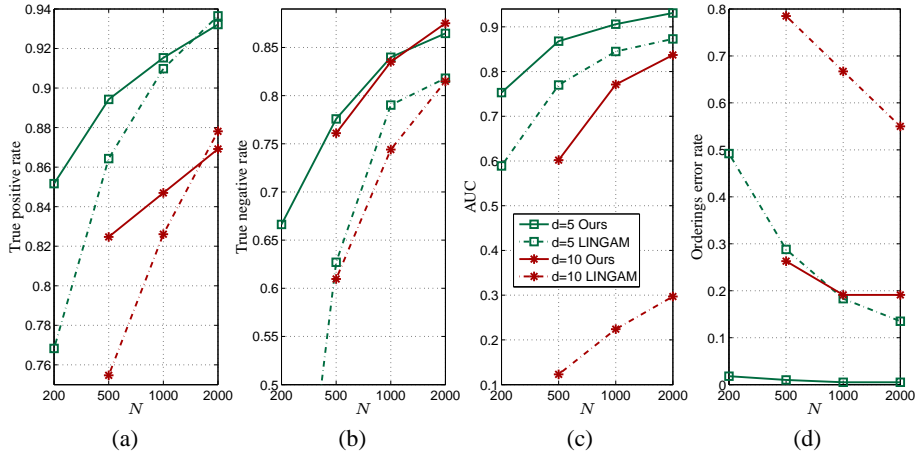 True positive rate
0.94
0.92
0.9
0.88
0.86
0.84
0.82
0.8
0.78
0.76
200 500 1000 2000
N
(a)
True negative rate
0.85
0.8
0.75
0.7
0.65
0.6
0.55
0.5
200 500 1000 2000
N
(b)
AUC
0.9
0.8
0.7
0.6
0.5
0.4
0.3
0.2
0.1
d=5 Ours
d=5 LINGAM
d=10 Ours
d=10 LINGAM
200 500 1000 2000
N
(c)
Orderings error rate
0.8
0.7
0.6
0.5
0.4
0.3
0.2
0.1
0
200 500 1000 2000
N
(d)